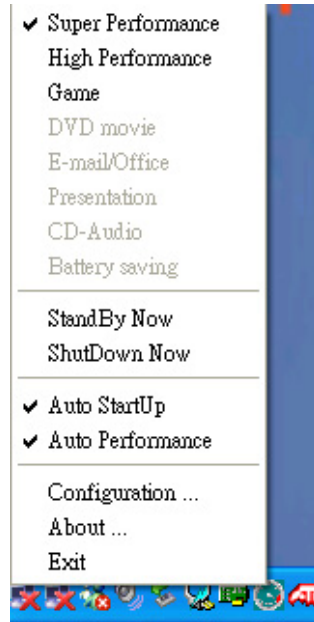 Super Performance
High Performance
Game
DVD movie
E-mail/Office
Presentation
CD-Audio
Battery saving
StandBy Now
ShutDown Now
Auto StartUp
Auto Performance
Configuration ...
About ...
Exit